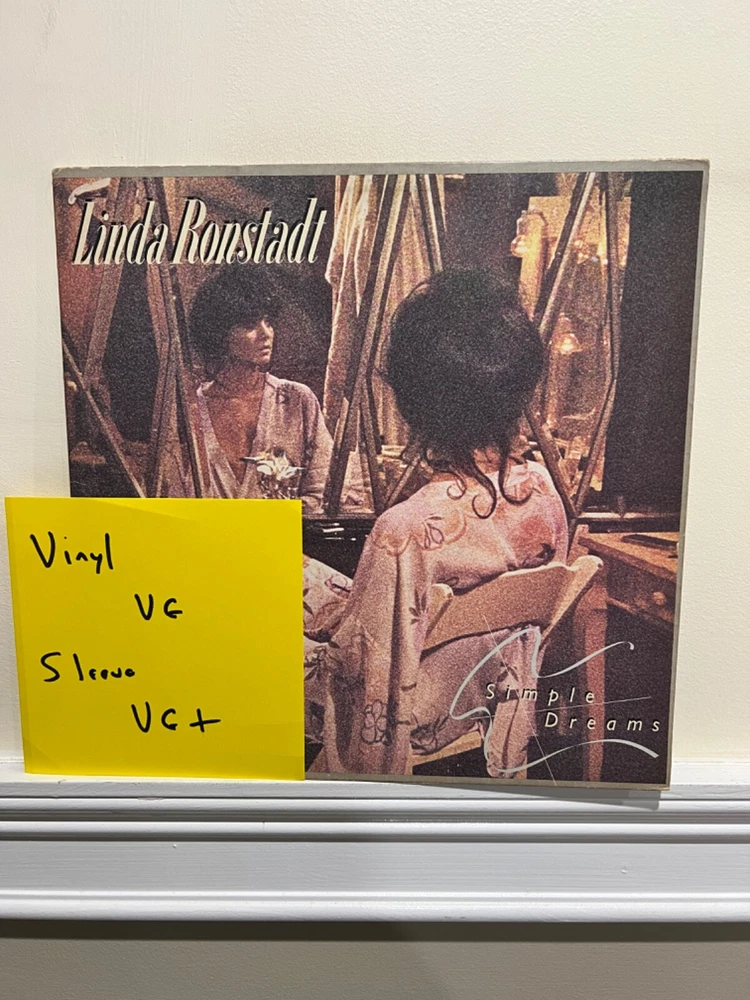 Linda Ronstadt
Vinyl
VG
Sleeve
VG+
Simple
Dreams